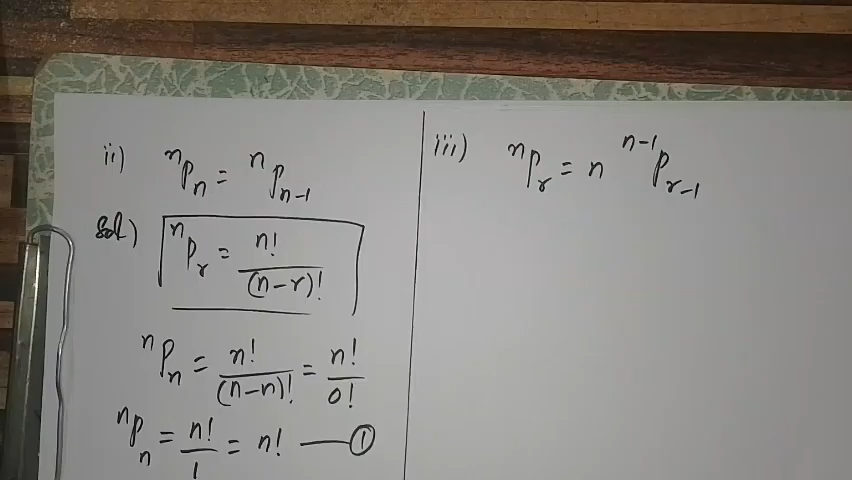 ii) ⁿPₙ = ⁿPₙ₋₁
Sol) ⁿPᵣ = n!/(n-r)!
ⁿPₙ = n!/(n-n)! = n!/0!
ⁿPₙ = n!/1 = n! —— ①
iii) ⁿPᵣ = n ⁿ⁻¹Pᵣ₋₁